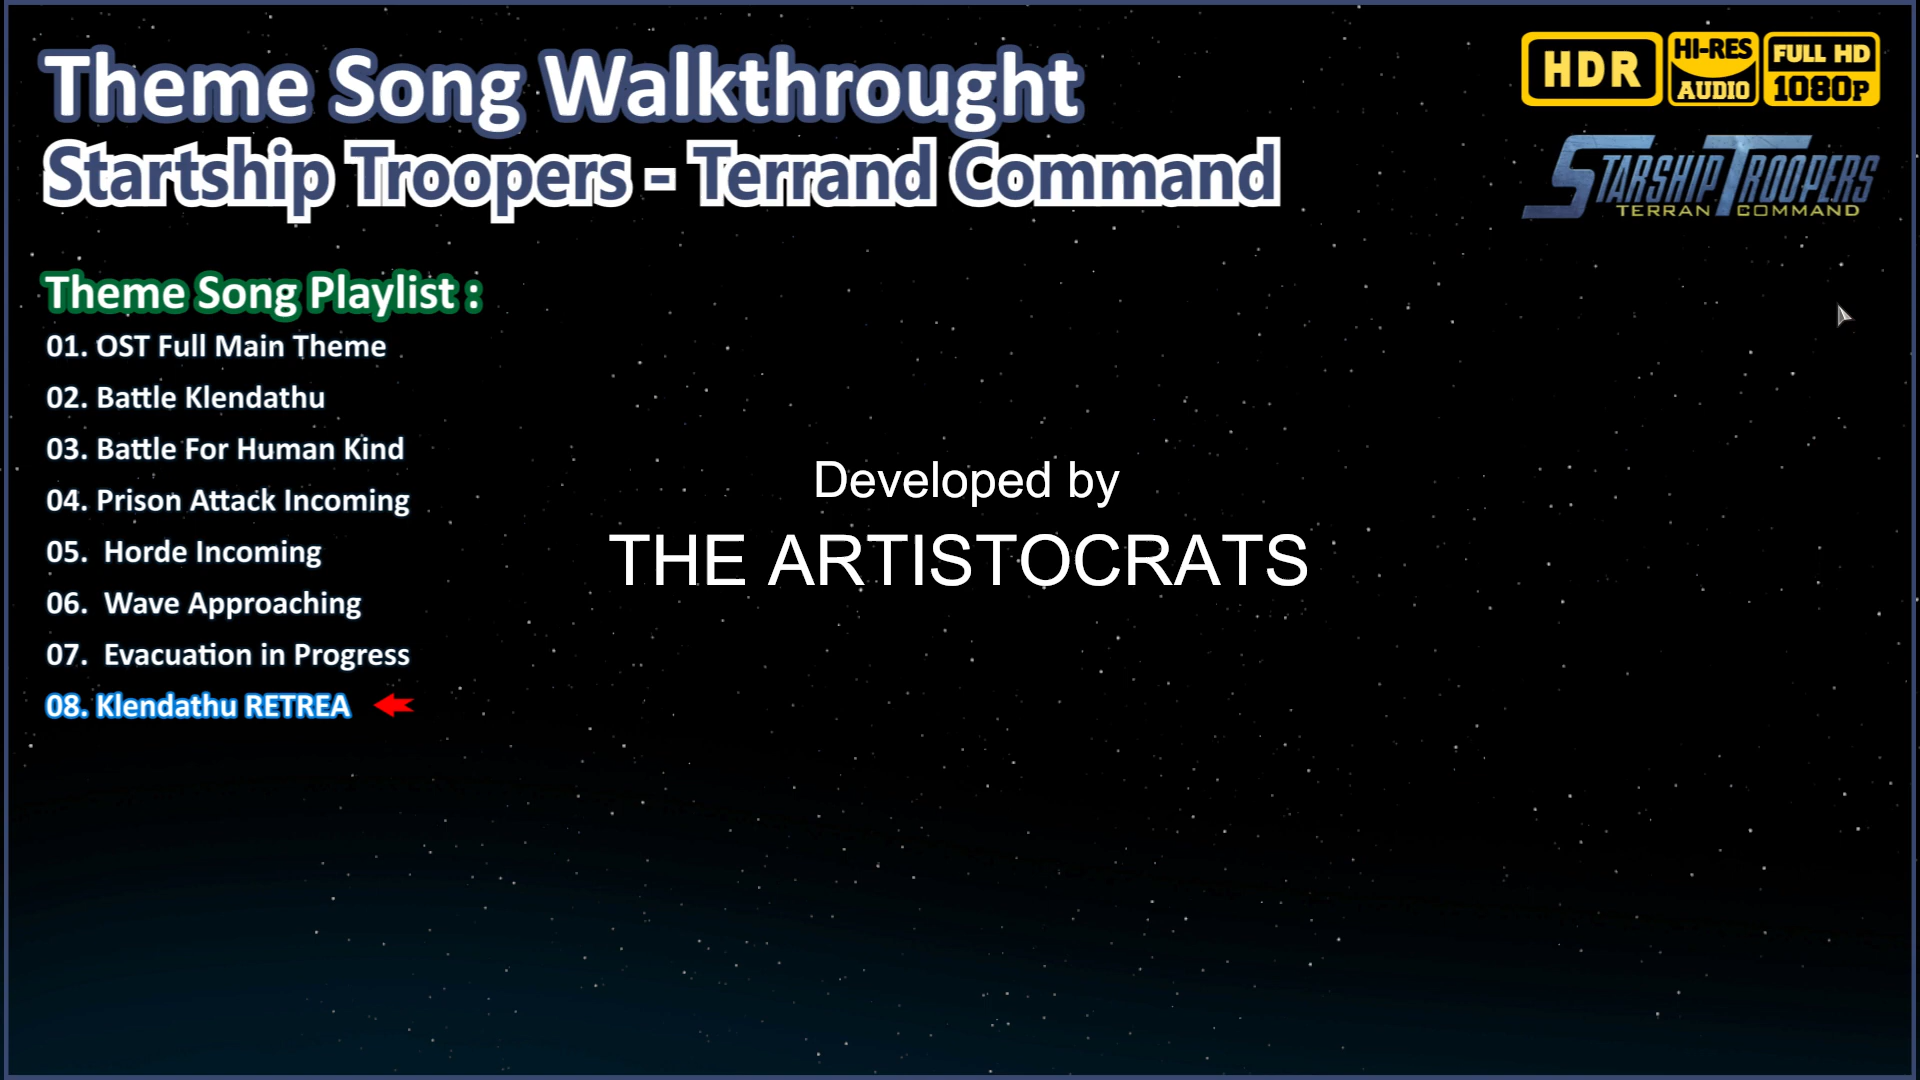 Theme Song Walkthrought
Startship Troopers - Terrand Command
HDR
HI-RES
AUDIO
FULL HD
1080P
STARSHIP TROOPERS
TERRAN COMMAND
Theme Song Playlist :
01. OST Full Main Theme
02. Battle Klendathu
03. Battle For Human Kind
04. Prison Attack Incoming
05. Horde Incoming
06. Wave Approaching
07. Evacuation in Progress
08. Klendathu RETREA
Developed by
THE ARTISTOCRATS